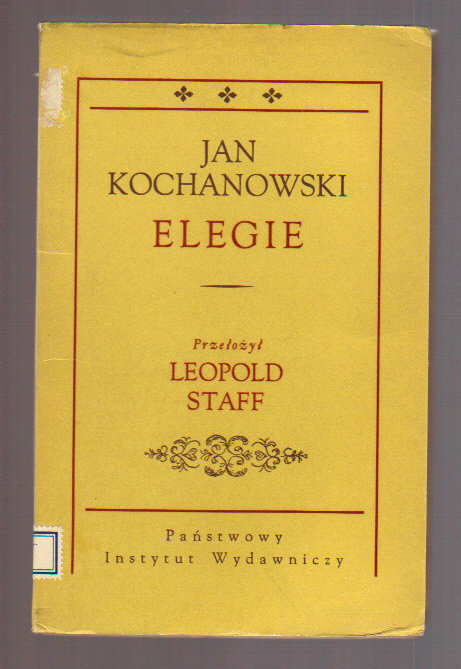 JAN
KOCHANOWSKI
ELEGIE
Przełożył
LEOPOLD
STAFF
Państwowy
Instytut Wydawniczy